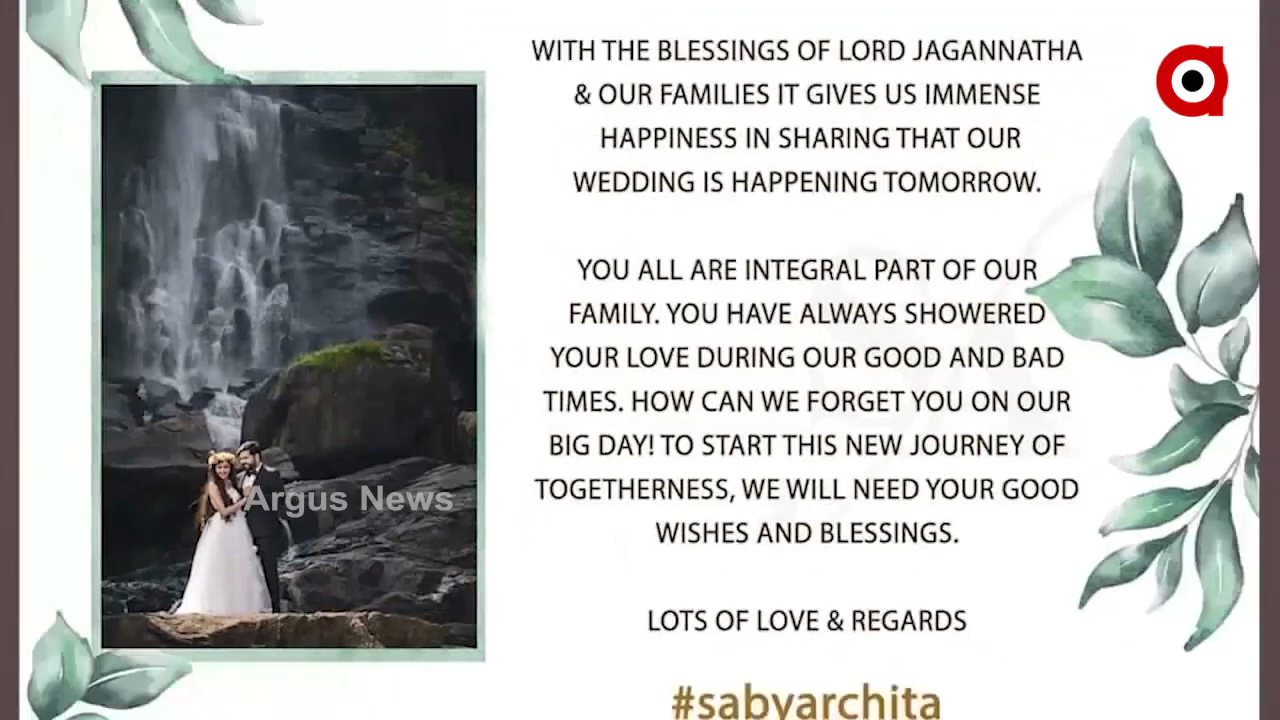 WITH THE BLESSINGS OF LORD JAGANNATHA
& OUR FAMILIES IT GIVES US IMMENSE
HAPPINESS IN SHARING THAT OUR
WEDDING IS HAPPENING TOMORROW.
YOU ALL ARE INTEGRAL PART OF OUR
FAMILY. YOU HAVE ALWAYS SHOWERED
YOUR LOVE DURING OUR GOOD AND BAD
TIMES. HOW CAN WE FORGET YOU ON OUR
BIG DAY! TO START THIS NEW JOURNEY OF
TOGETHERNESS, WE WILL NEED YOUR GOOD
WISHES AND BLESSINGS.
LOTS OF LOVE & REGARDS
#sabyarchita
Argus News